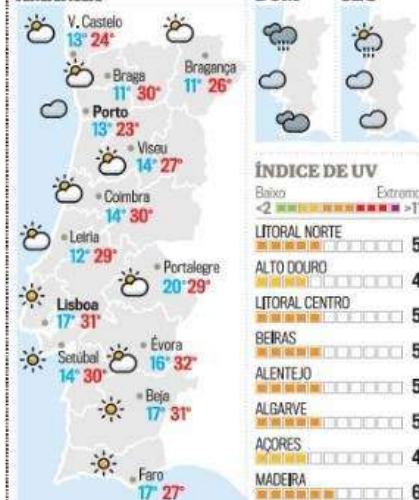 V. Castelo
13° 24°
Braga
11° 30°
Bragança
11° 26°
Porto
13° 23°
Viseu
14° 27°
Coimbra
14° 30°
Leiria
12° 29°
Portalegre
20° 29°
Lisboa
17° 31°
Setúbal
14° 30°
Évora
16° 32°
Beja
17° 31°
Faro
17° 27°
ÍNDICE DE UV
Baixo Extremo
<2
LITORAL NORTE 5
ALTO DOURO 4
LITORAL CENTRO 5
BEIRAS 5
ALENTEJO 5
ALGARVE 5
AÇORES 4
MADEIRA